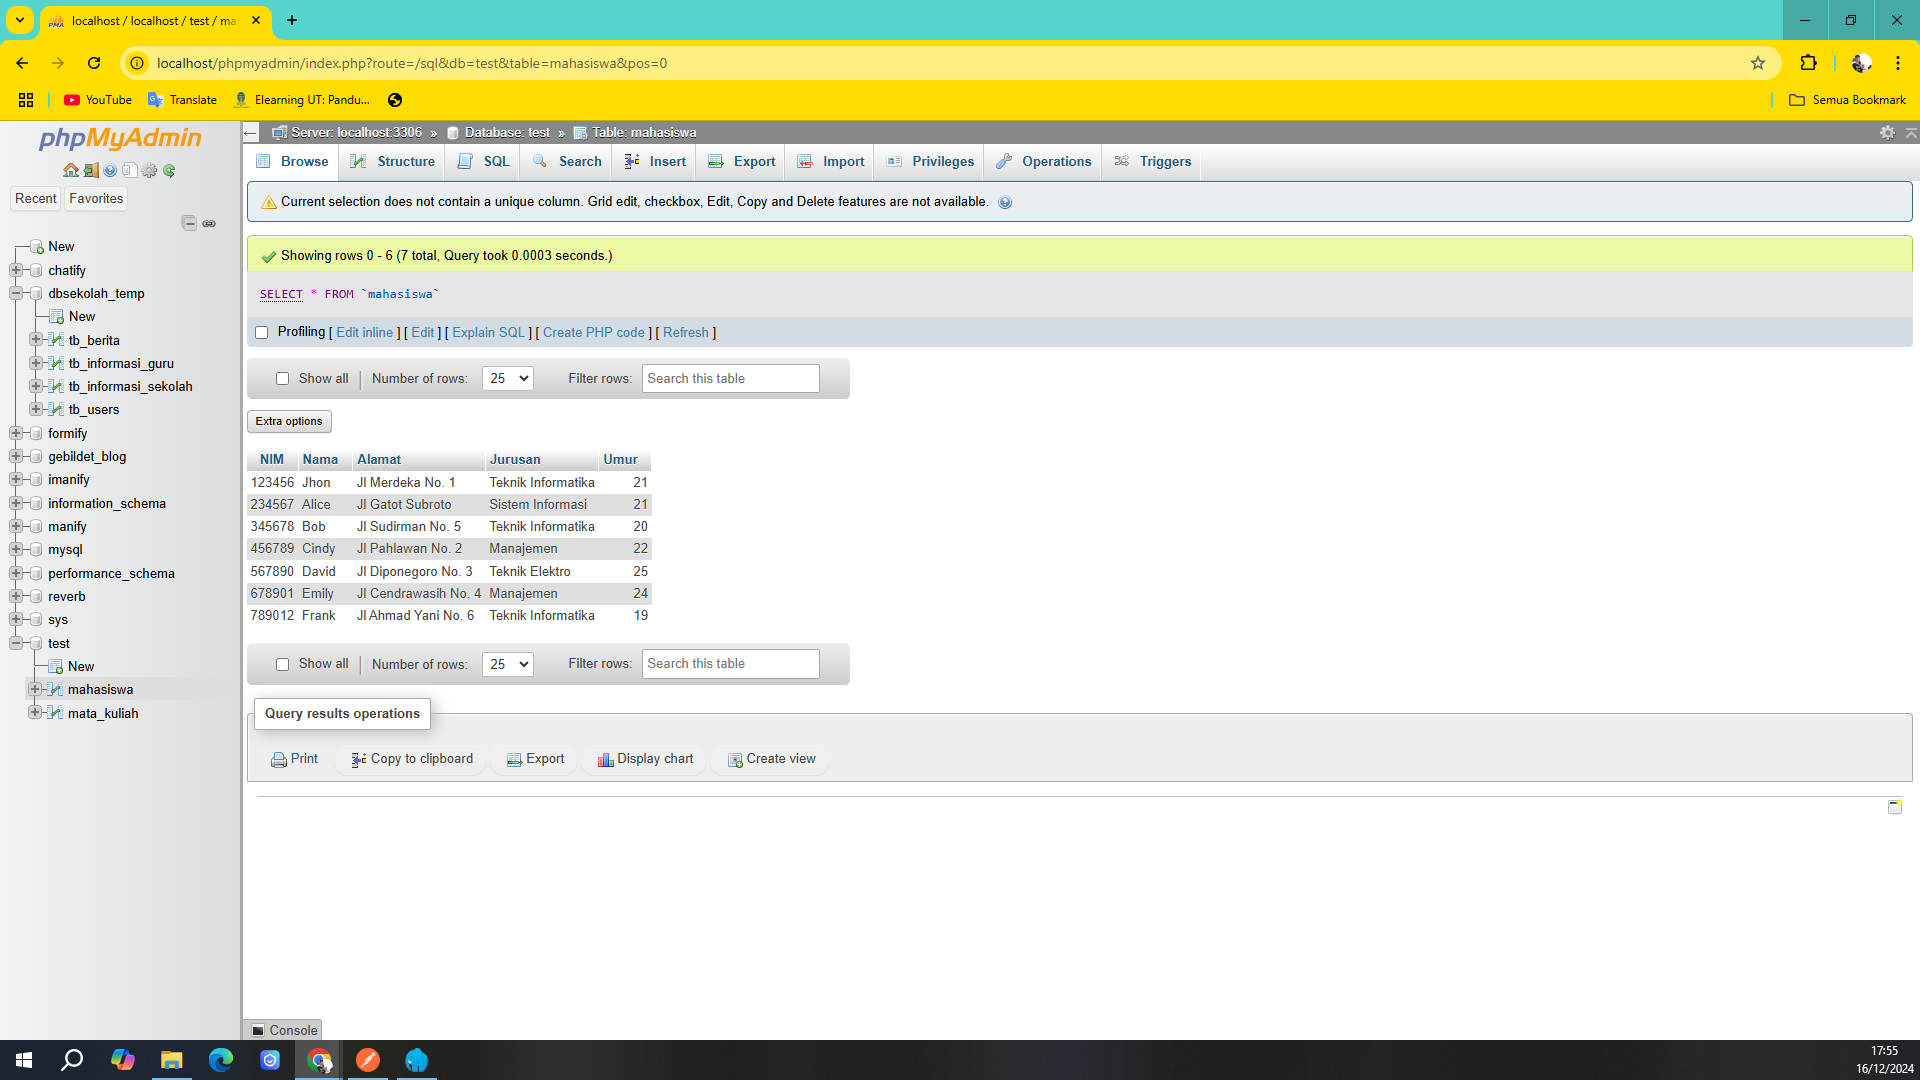 localhost / localhost / test / ma
localhost/phpmyadmin/index.php?route=/sql&db=test&table=mahasiswa&pos=0
YouTube Translate Elearning UT: Pandu... Semua Bookmark
phpMyAdmin
Recent Favorites
New
chatify
dbsekolah_temp
New
tb_berita
tb_informasi_guru
tb_informasi_sekolah
tb_users
formify
gebildet_blog
imanify
information_schema
manify
mysql
performance_schema
reverb
sys
test
New
mahasiswa
mata_kuliah
Server: localhost:3306 » Database: test » Table: mahasiswa
Browse Structure SQL Search Insert Export Import Privileges Operations Triggers
Current selection does not contain a unique column. Grid edit, checkbox, Edit, Copy and Delete features are not available.
Showing rows 0 - 6 (7 total, Query took 0.0003 seconds.)
SELECT * FROM `mahasiswa`
Profiling [ Edit inline ] [ Edit ] [ Explain SQL ] [ Create PHP code ] [ Refresh ]
Show all | Number of rows: 25 Filter rows: Search this table
Extra options
NIM Nama Alamat Jurusan Umur
123456 Jhon Jl Merdeka No. 1 Teknik Informatika 21
234567 Alice Jl Gatot Subroto Sistem Informasi 21
345678 Bob Jl Sudirman No. 5 Teknik Informatika 20
456789 Cindy Jl Pahlawan No. 2 Manajemen 22
567890 David Jl Diponegoro No. 3 Teknik Elektro 25
678901 Emily Jl Cendrawasih No. 4 Manajemen 24
789012 Frank Jl Ahmad Yani No. 6 Teknik Informatika 19
Show all | Number of rows: 25 Filter rows: Search this table
Query results operations
Print Copy to clipboard Export Display chart Create view
Console
17:55
16/12/2024